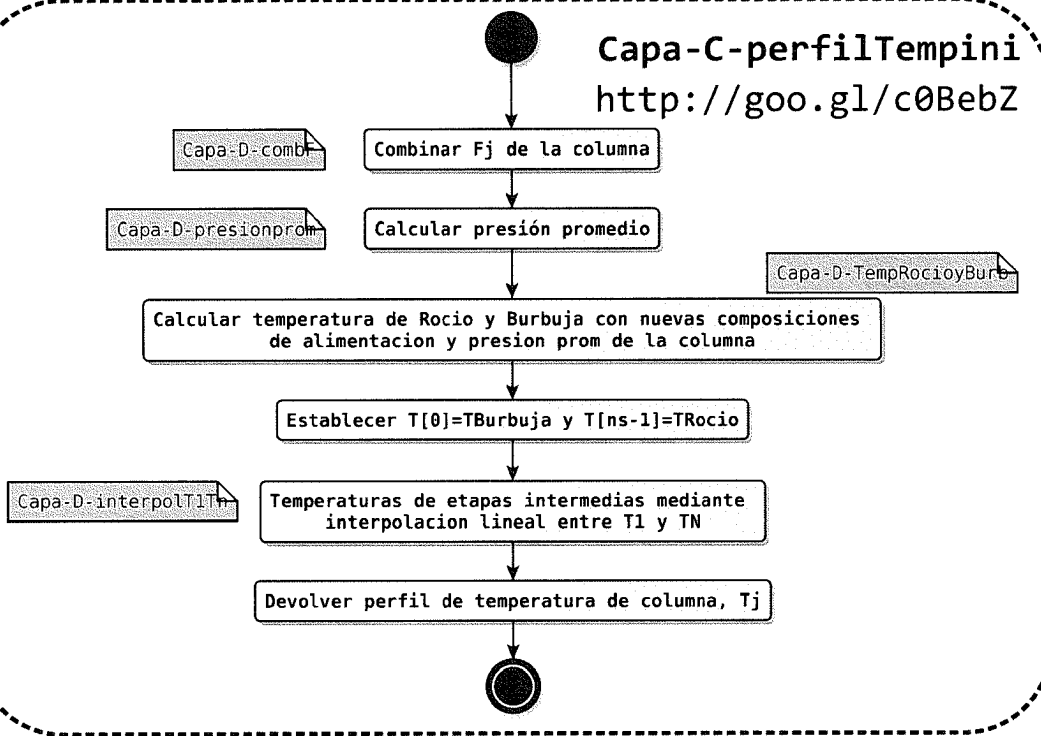 Capa-C-perfilTempini
http://goo.gl/c0BebZ
Capa-D-combF
Combinar Fj de la columna
Capa-D-presionprom
Calcular presión promedio
Capa-D-TempRocioyBurb
Calcular temperatura de Rocio y Burbuja con nuevas composiciones
de alimentacion y presion prom de la columna
Establecer T[0]=TBurbuja y T[ns-1]=TRocio
Capa-D-interpolT1Tn
Temperaturas de etapas intermedias mediante
interpolacion lineal entre T1 y TN
Devolver perfil de temperatura de columna, Tj